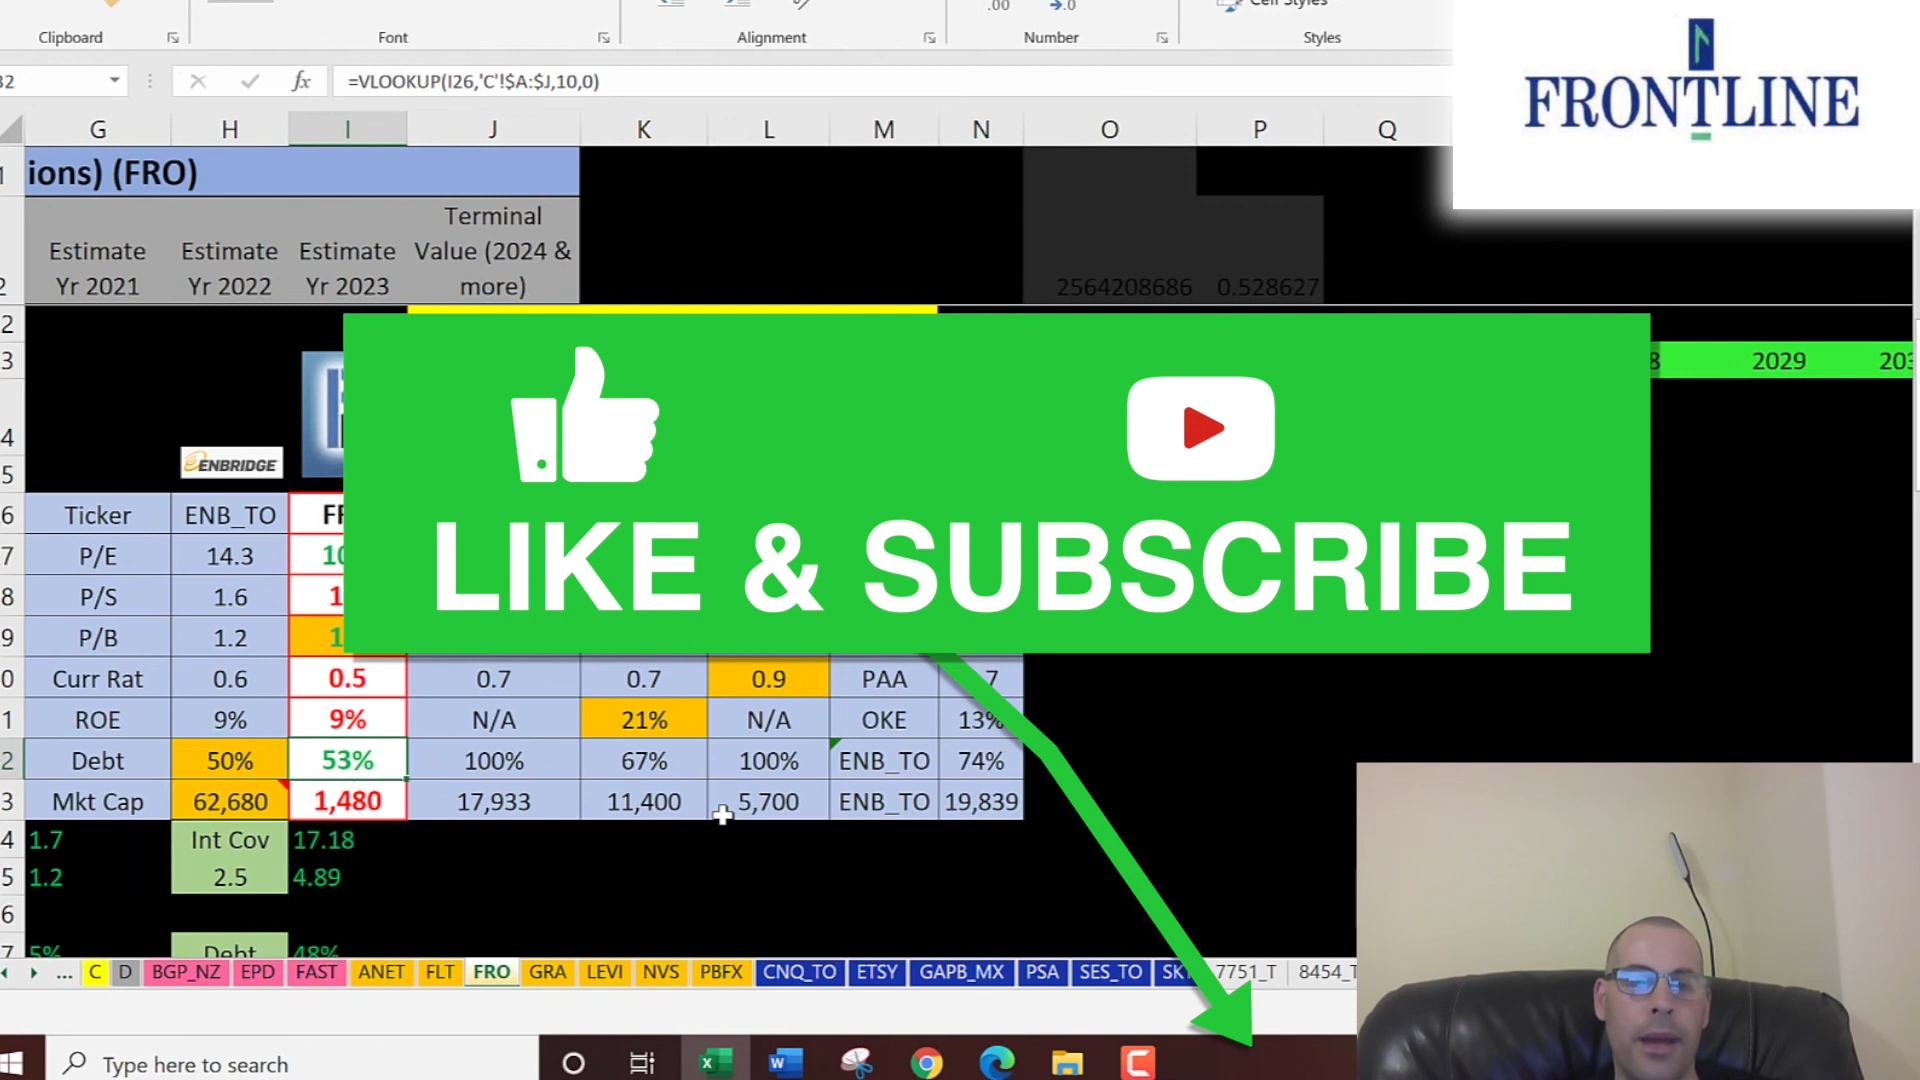 Clipboard Font Alignment Number Styles
.00 .0 Cell Styles
=VLOOKUP(I26,'C'!$A:$J,10,0)
FRONTLINE
G H I J K L M N O P Q
ions) (FRO)
Estimate Yr 2021
Estimate Yr 2022
Estimate Yr 2023
Terminal Value (2024 & more)
2564208686 0.528627
2029
ENBRIDGE
LIKE & SUBSCRIBE
Ticker ENB_TO
P/E 14.3
P/S 1.6
P/B 1.2
Curr Rat 0.6 0.5 0.7 0.7 0.9 PAA
ROE 9% 9% N/A 21% N/A OKE 13%
Debt 50% 53% 100% 67% 100% ENB_TO 74%
Mkt Cap 62,680 1,480 17,933 11,400 5,700 ENB_TO 19,839
1.7 Int Cov 17.18
1.2 2.5 4.89
5% Debt 48%
... C D BGP_NZ EPD FAST ANET FLT FRO GRA LEVI NVS PBFX CNQ_TO ETSY GAPB_MX PSA SES_TO 7751_T
Type here to search